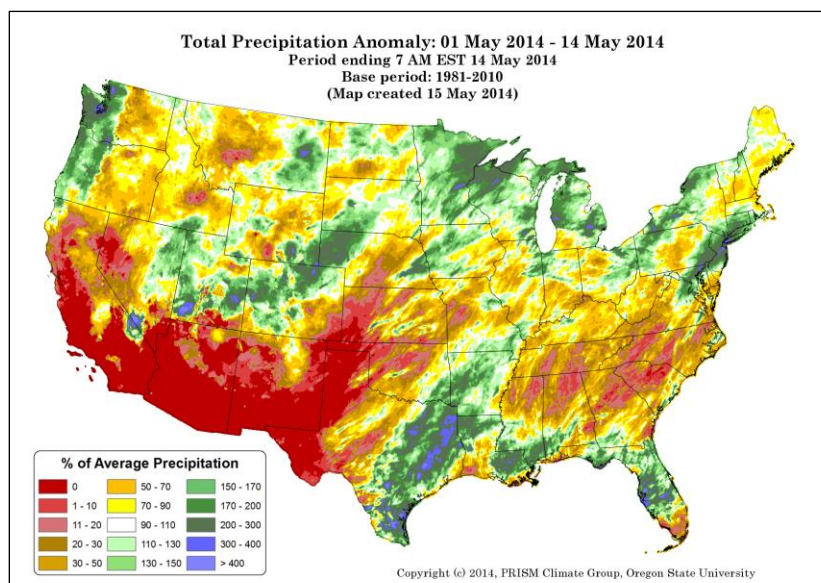 Total Precipitation Anomaly: 01 May 2014 - 14 May 2014
Period ending 7 AM EST 14 May 2014
Base period: 1981-2010
(Map created 15 May 2014)
% of Average Precipitation
0
1 - 10
11 - 20
20 - 30
30 - 50
50 - 70
70 - 90
90 - 110
110 - 130
130 - 150
150 - 170
170 - 200
200 - 300
300 - 400
> 400
Copyright (c) 2014, PRISM Climate Group, Oregon State University